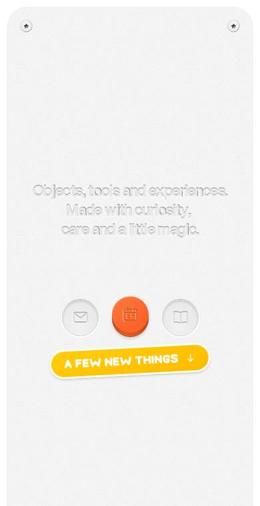 Objects, tools and experiences.
Made with curiosity,
care and a little magic.
A FEW NEW THINGS ↓